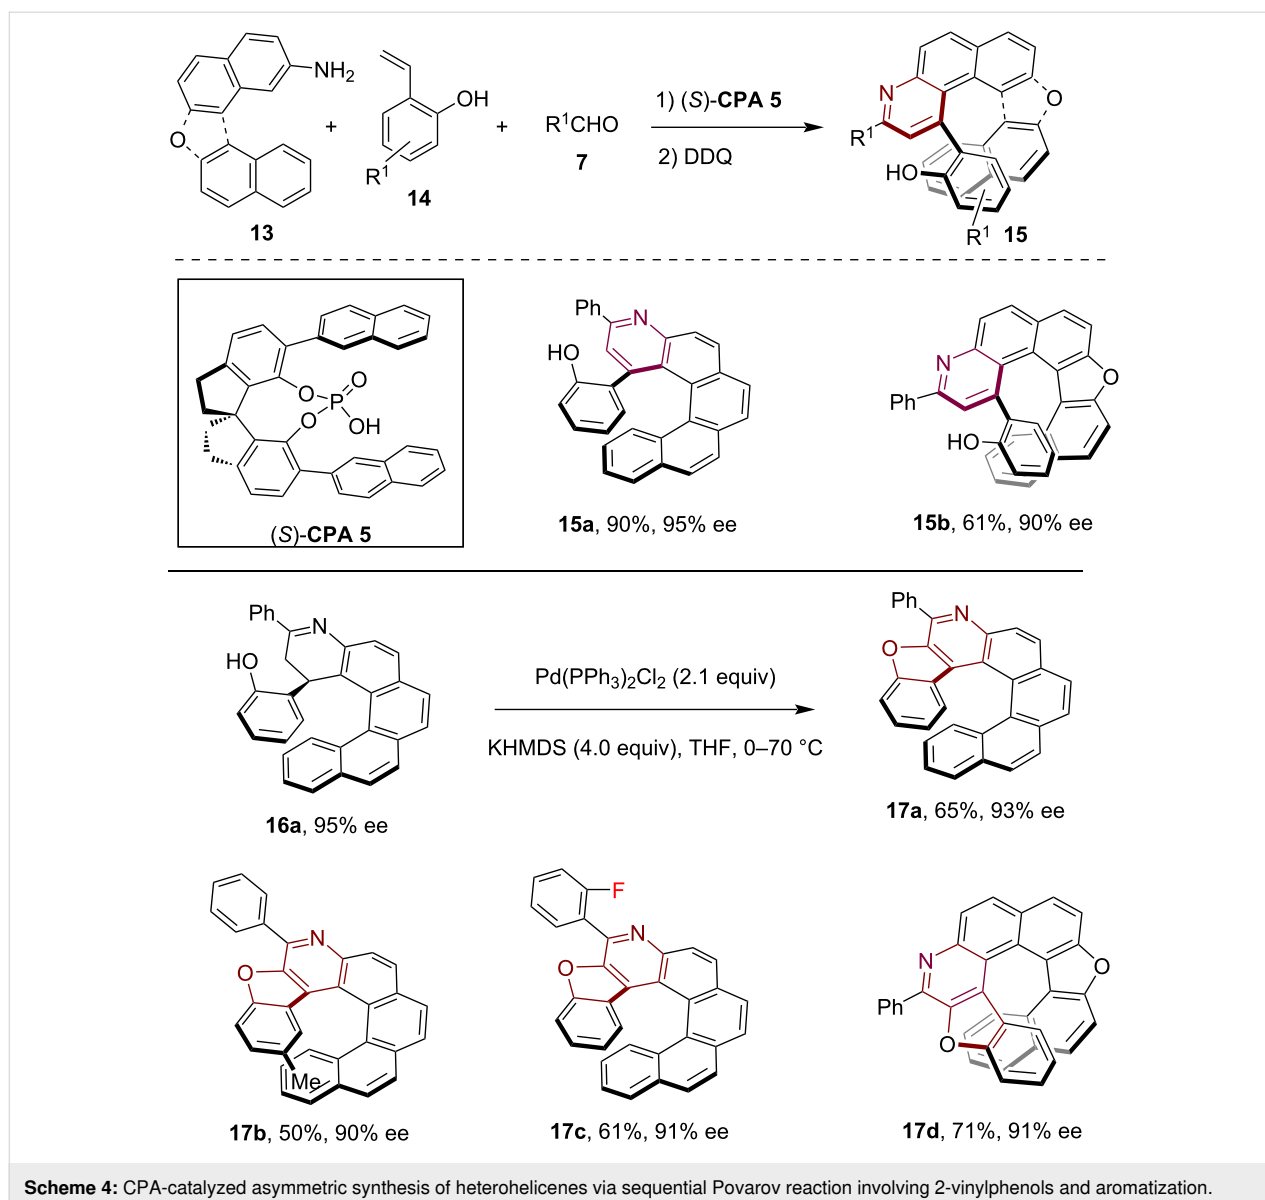 NH₂
O
+
OH
R¹
14
+
R¹CHO
7
1) (S)-CPA 5
2) DDQ
N
R¹
HO
O
R¹ 15
13
O
O
P
O
OH
(S)-CPA 5
Ph
N
HO
15a, 90%, 95% ee
N
Ph
HO
O
15b, 61%, 90% ee
Ph
N
HO
16a, 95% ee
Pd(PPh₃)₂Cl₂ (2.1 equiv)
KHMDS (4.0 equiv), THF, 0–70 °C
Ph
N
O
17a, 65%, 93% ee
N
O
Me
17b, 50%, 90% ee
F
N
O
17c, 61%, 91% ee
N
Ph
O
O
17d, 71%, 91% ee
Scheme 4: CPA-catalyzed asymmetric synthesis of heterohelicenes via sequential Povarov reaction involving 2-vinylphenols and aromatization.